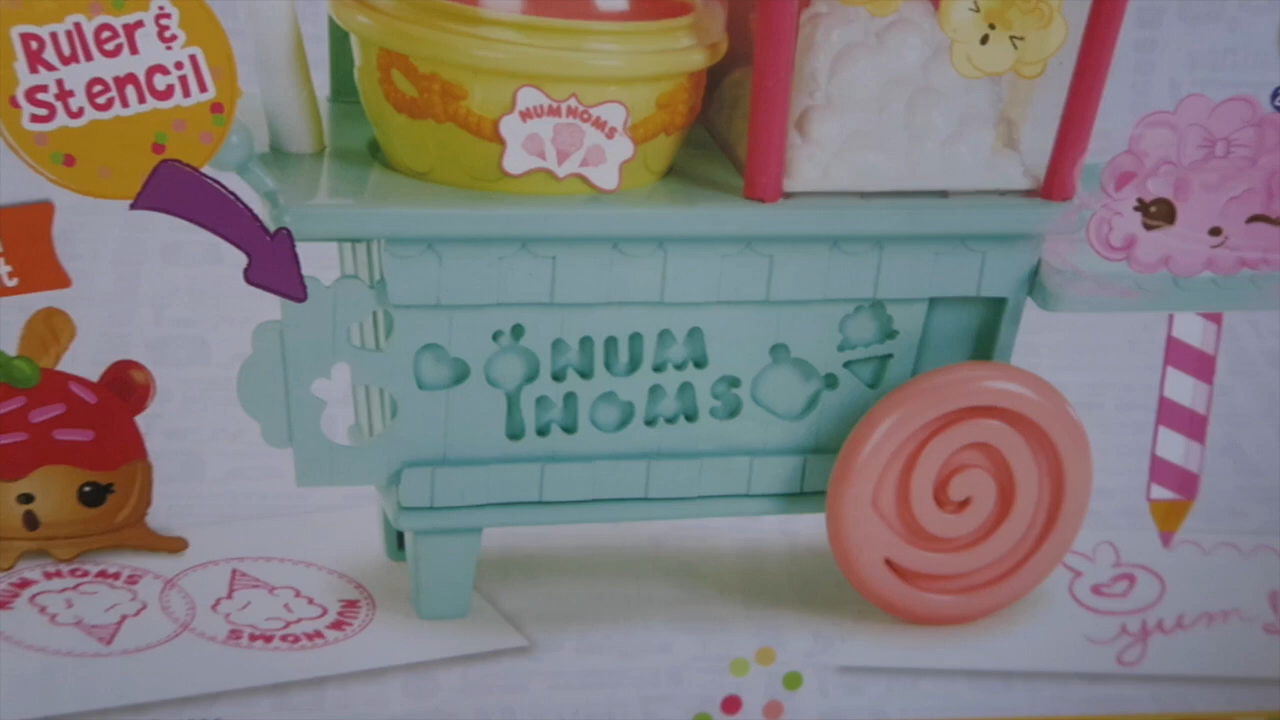 Ruler &
Stencil
NUM NOMS
t
NUM
NOMS
NUM NOMS
NUM NOMS
yum